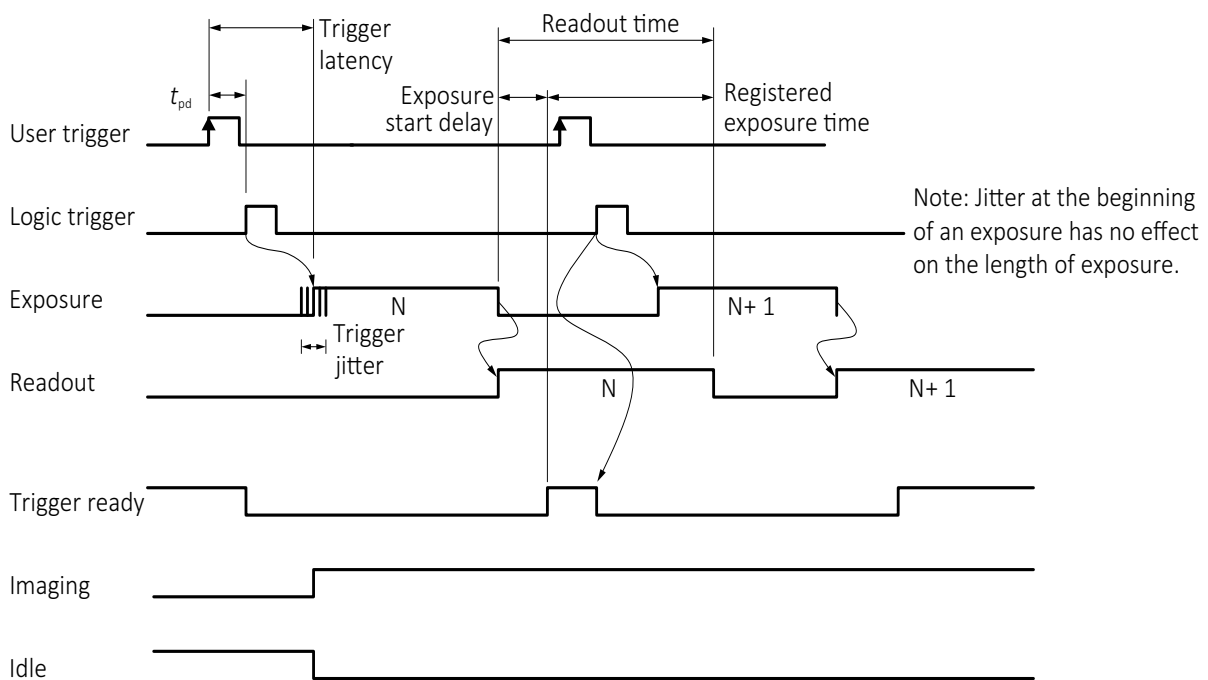 Trigger
latency
Readout time
tpd
Exposure
start delay
Registered
exposure time
User trigger
Logic trigger
Note: Jitter at the beginning
of an exposure has no effect
on the length of exposure.
Exposure
N
N+ 1
Trigger
jitter
Readout
N
N+ 1
Trigger ready
Imaging
Idle